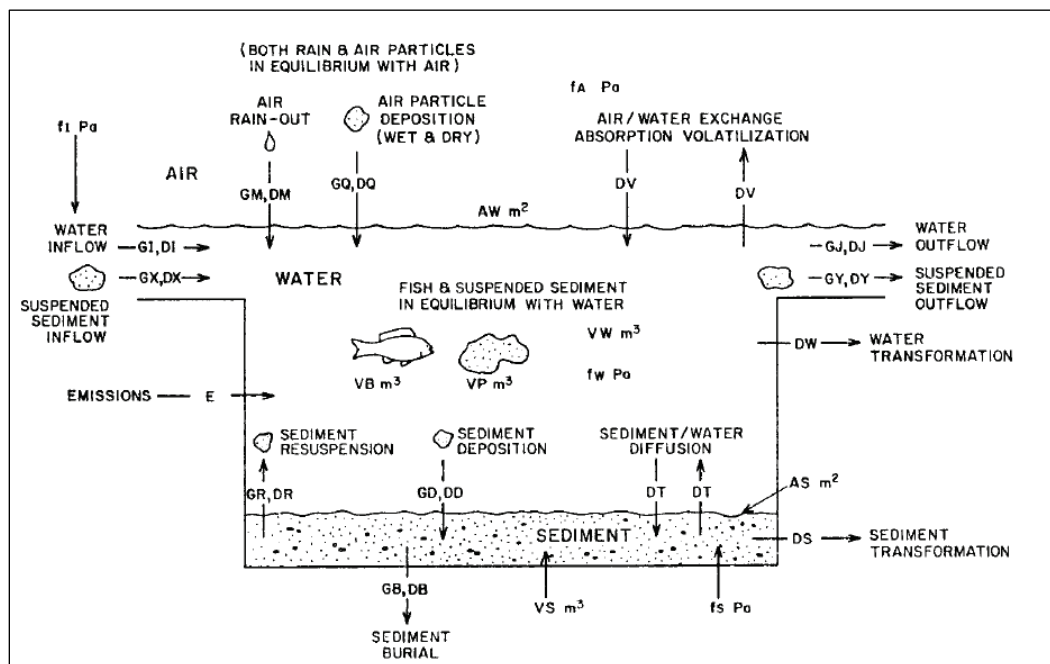 (BOTH RAIN & AIR PARTICLES
IN EQUILIBRIUM WITH AIR)
fI Pa
AIR
RAIN-OUT
AIR PARTICLE
DEPOSITION
(WET & DRY)
fA Pa
AIR/WATER EXCHANGE
ABSORPTION VOLATILIZATION
AIR
GM,DM
GQ,DQ
DV
DV
AW m²
WATER
INFLOW
GI,DI
GJ,DJ
WATER
OUTFLOW
GX,DX
WATER
GY,DY
SUSPENDED
SEDIMENT
OUTFLOW
SUSPENDED
SEDIMENT
INFLOW
FISH & SUSPENDED SEDIMENT
IN EQUILIBRIUM WITH WATER
VW m³
VB m³
VP m³
fW Pa
DW
WATER
TRANSFORMATION
EMISSIONS
E
SEDIMENT
RESUSPENSION
SEDIMENT
DEPOSITION
SEDIMENT/WATER
DIFFUSION
GR,DR
GD,DD
DT
DT
AS m²
SEDIMENT
DS
SEDIMENT
TRANSFORMATION
GB,DB
VS m³
fS Pa
SEDIMENT
BURIAL